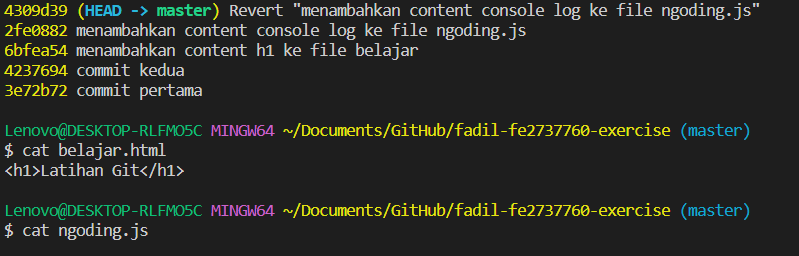 4309d39 (HEAD -> master) Revert "menambahkan content console log ke file ngoding.js"
2fe0882 menambahkan content console log ke file ngoding.js
6bfea54 menambahkan content h1 ke file belajar
4237694 commit kedua
3e72b72 commit pertama
Lenovo@DESKTOP-RLFMO5C MINGW64 ~/Documents/GitHub/fadil-fe2737760-exercise (master)
$ cat belajar.html
<h1>Latihan Git</h1>
Lenovo@DESKTOP-RLFMO5C MINGW64 ~/Documents/GitHub/fadil-fe2737760-exercise (master)
$ cat ngoding.js